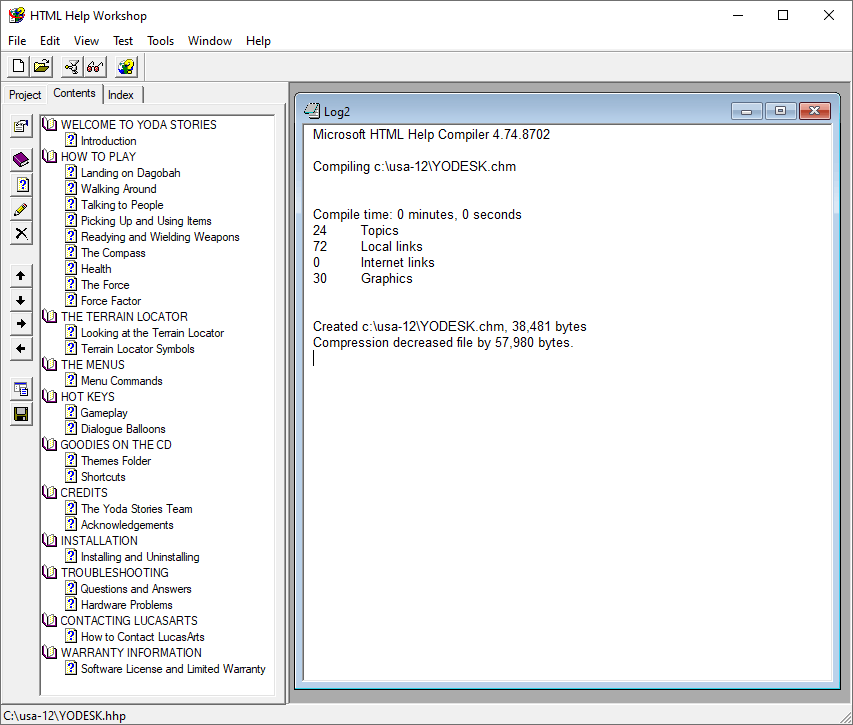 HTML Help Workshop
File Edit View Test Tools Window Help
Project Contents Index
WELCOME TO YODA STORIES
Introduction
HOW TO PLAY
Landing on Dagobah
Walking Around
Talking to People
Picking Up and Using Items
Readying and Wielding Weapons
The Compass
Health
The Force
Force Factor
THE TERRAIN LOCATOR
Looking at the Terrain Locator
Terrain Locator Symbols
THE MENUS
Menu Commands
HOT KEYS
Gameplay
Dialogue Balloons
GOODIES ON THE CD
Themes Folder
Shortcuts
CREDITS
The Yoda Stories Team
Acknowledgements
INSTALLATION
Installing and Uninstalling
TROUBLESHOOTING
Questions and Answers
Hardware Problems
CONTACTING LUCASARTS
How to Contact LucasArts
WARRANTY INFORMATION
Software License and Limited Warranty
Log2
Microsoft HTML Help Compiler 4.74.8702
Compiling c:\usa-12\YODESK.chm
Compile time: 0 minutes, 0 seconds
24 Topics
72 Local links
0 Internet links
30 Graphics
Created c:\usa-12\YODESK.chm, 38,481 bytes
Compression decreased file by 57,980 bytes.
C:\usa-12\YODESK.hhp